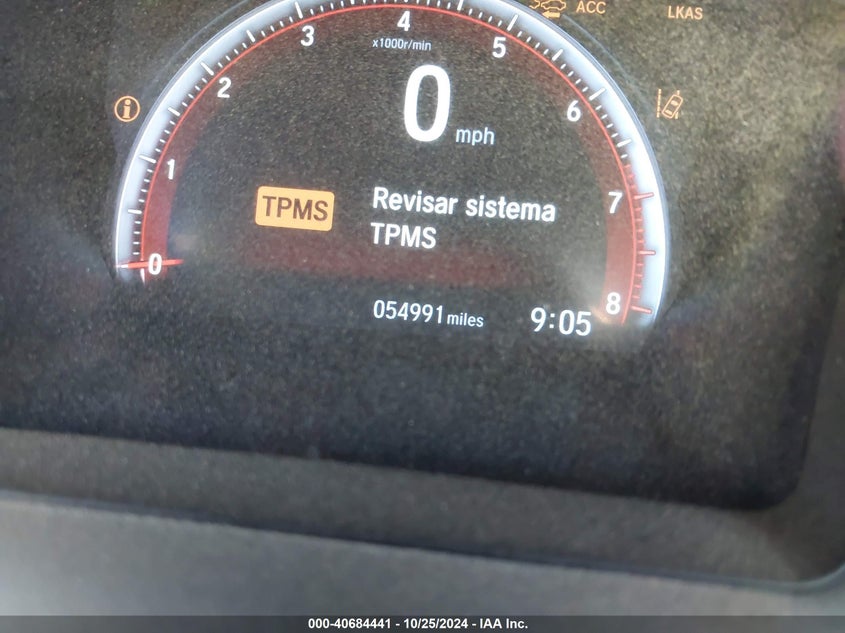 ACC
LKAS
4
3
5
x1000r/min
2
6
0 mph
1
7
TPMS
Revisar sistema
TPMS
0
8
054991 miles
9:05
000-40684441 - 10/25/2024 - IAA Inc.